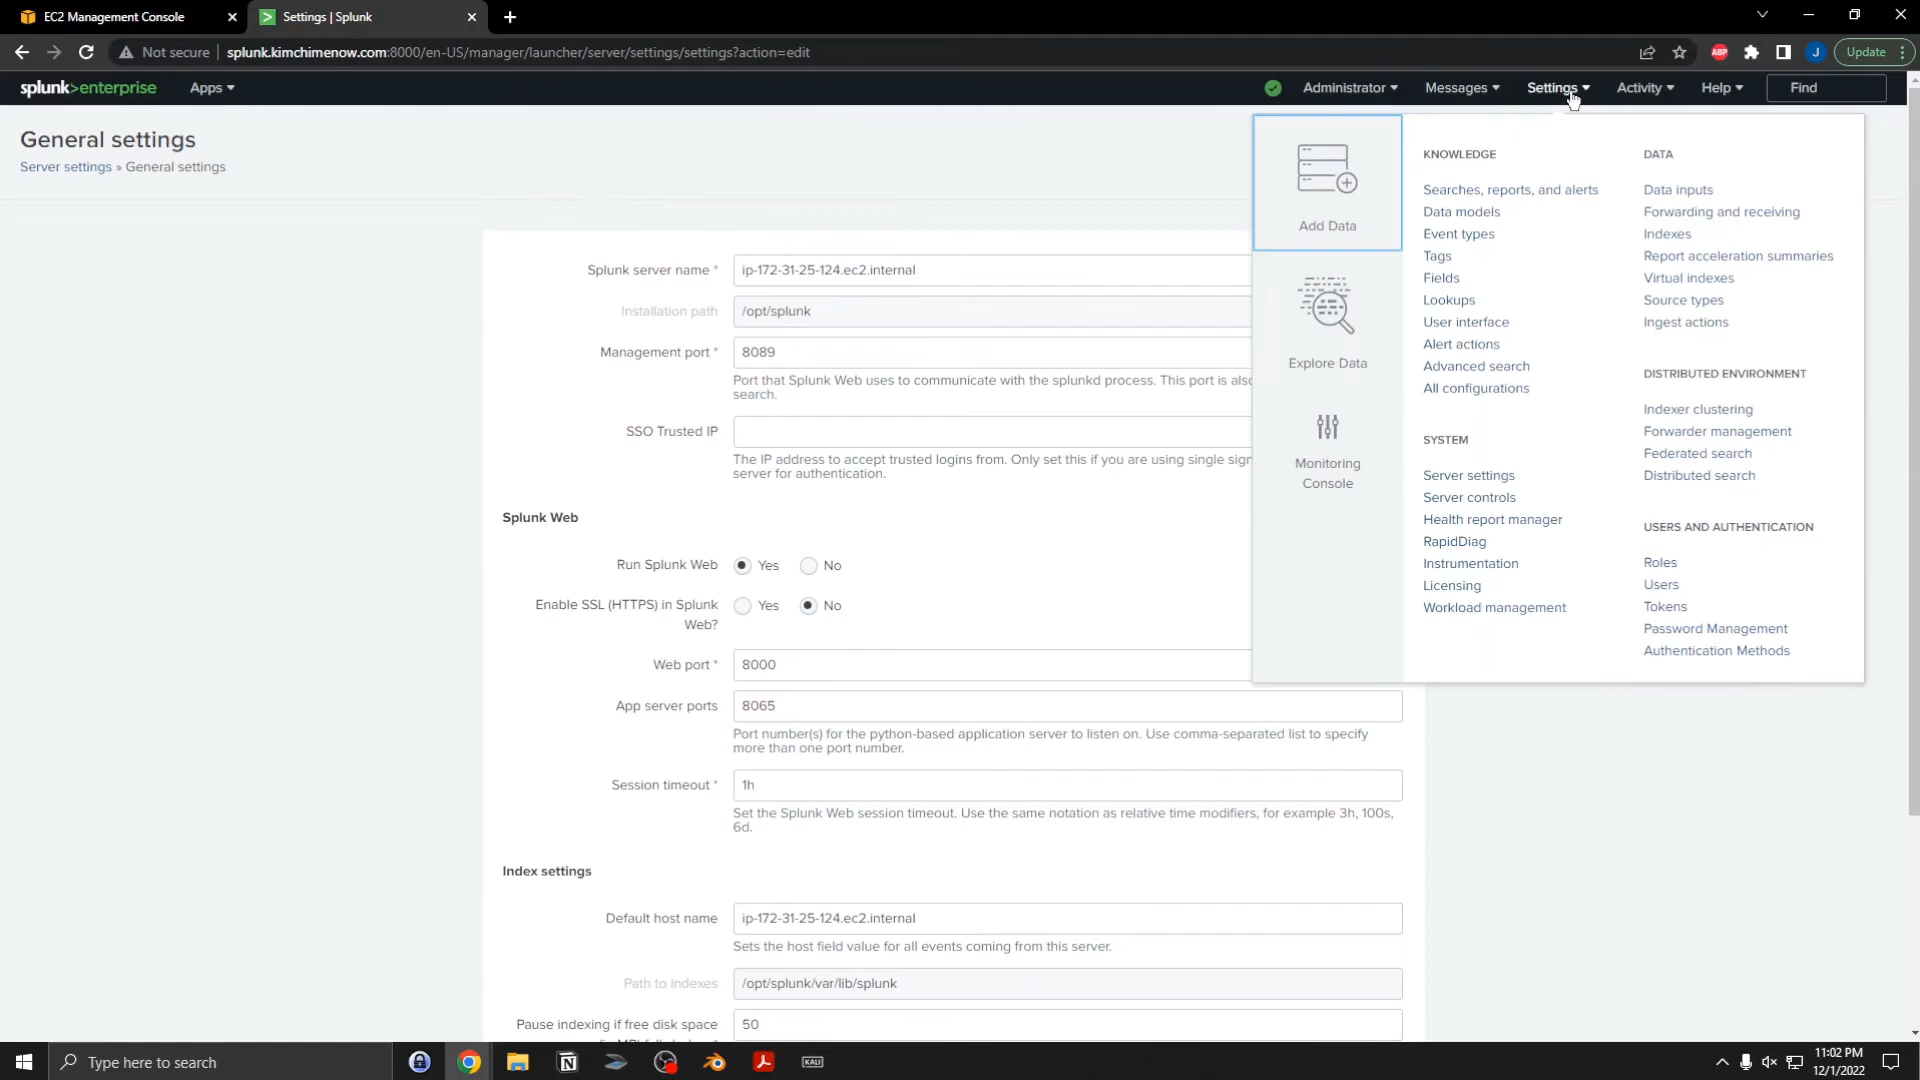 EC2 Management Console
Settings | Splunk
Not secure
splunk.kimchimenow.com:8000/en-US/manager/launcher/server/settings/settings?action=edit
ABP
J
Update
splunk>enterprise
Apps
Administrator
Messages
Settings
Activity
Help
Find
General settings
Server settings » General settings
Splunk server name *
ip-172-31-25-124.ec2.internal
Installation path
/opt/splunk
Management port *
8089
Port that Splunk Web uses to communicate with the splunkd process. This port is also
search.
SSO Trusted IP
The IP address to accept trusted logins from. Only set this if you are using single sign
server for authentication.
Splunk Web
Run Splunk Web
Yes
No
Enable SSL (HTTPS) in Splunk
Web?
Yes
No
Web port *
8000
App server ports
8065
Port number(s) for the python-based application server to listen on. Use comma-separated list to specify
more than one port number.
Session timeout *
1h
Set the Splunk Web session timeout. Use the same notation as relative time modifiers, for example 3h, 100s,
6d.
Index settings
Default host name
ip-172-31-25-124.ec2.internal
Sets the host field value for all events coming from this server.
Path to indexes
/opt/splunk/var/lib/splunk
Pause indexing if free disk space
50
Add Data
Explore Data
Monitoring
Console
KNOWLEDGE
Searches, reports, and alerts
Data models
Event types
Tags
Fields
Lookups
User interface
Alert actions
Advanced search
All configurations
SYSTEM
Server settings
Server controls
Health report manager
RapidDiag
Instrumentation
Licensing
Workload management
DATA
Data inputs
Forwarding and receiving
Indexes
Report acceleration summaries
Virtual indexes
Source types
Ingest actions
DISTRIBUTED ENVIRONMENT
Indexer clustering
Forwarder management
Federated search
Distributed search
USERS AND AUTHENTICATION
Roles
Users
Tokens
Password Management
Authentication Methods
Type here to search
KALI
11:02 PM
12/1/2022